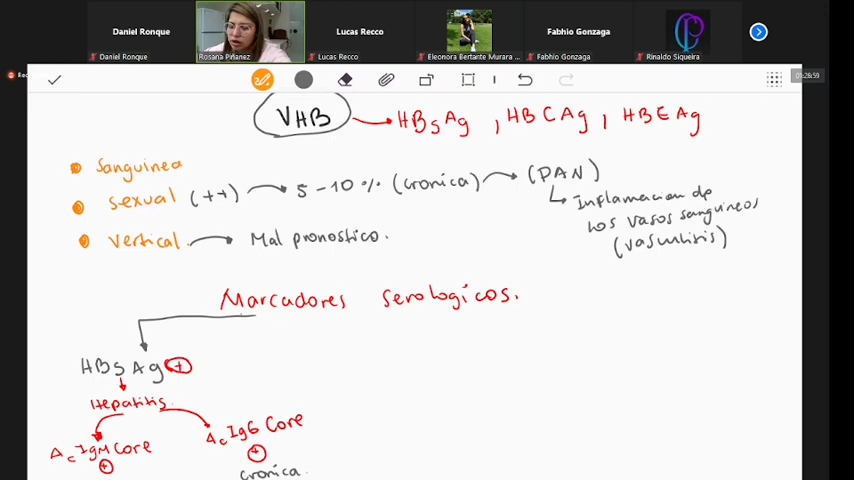 Daniel Ronque
Lucas Recco
Fabhio Gonzaga
Daniel Ronque
Rosana Piñanez
Lucas Recco
Eleonora Bertante Murara ...
Fabhio Gonzaga
Rinaldo Siqueira
VHB
HBsAg , HBCAg, HBEAg
sanguinea
sexual (++)
5-10% (cronica)
(PAN)
Inflamacion de
los vasos sanguineos
(vasculitis)
vertical
Mal pronostico.
Marcadores serologicos.
HBsAg +
Hepatitis
Ac IgM Core
+
Ac IgG Core
+
cronica.